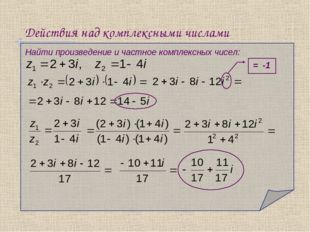 Действия над комплексными числами
Найти произведение и частное комплексных чисел:
z₁ = 2 + 3i, z₂ = 1 − 4i
= -1
z₁ · z₂ = (2 + 3i) · (1 − 4i) = 2 + 3i − 8i − 12i² =
= 2 + 3i − 8i + 12 = 14 − 5i
z₁/z₂ = (2 + 3i)/(1 − 4i) = ((2 + 3i) · (1 + 4i))/((1 − 4i) · (1 + 4i)) = (2 + 3i + 8i + 12i²)/(1² + 4²) =
(2 + 3i + 8i − 12)/17 = (−10 + 11i)/17 = −10/17 + 11/17 i